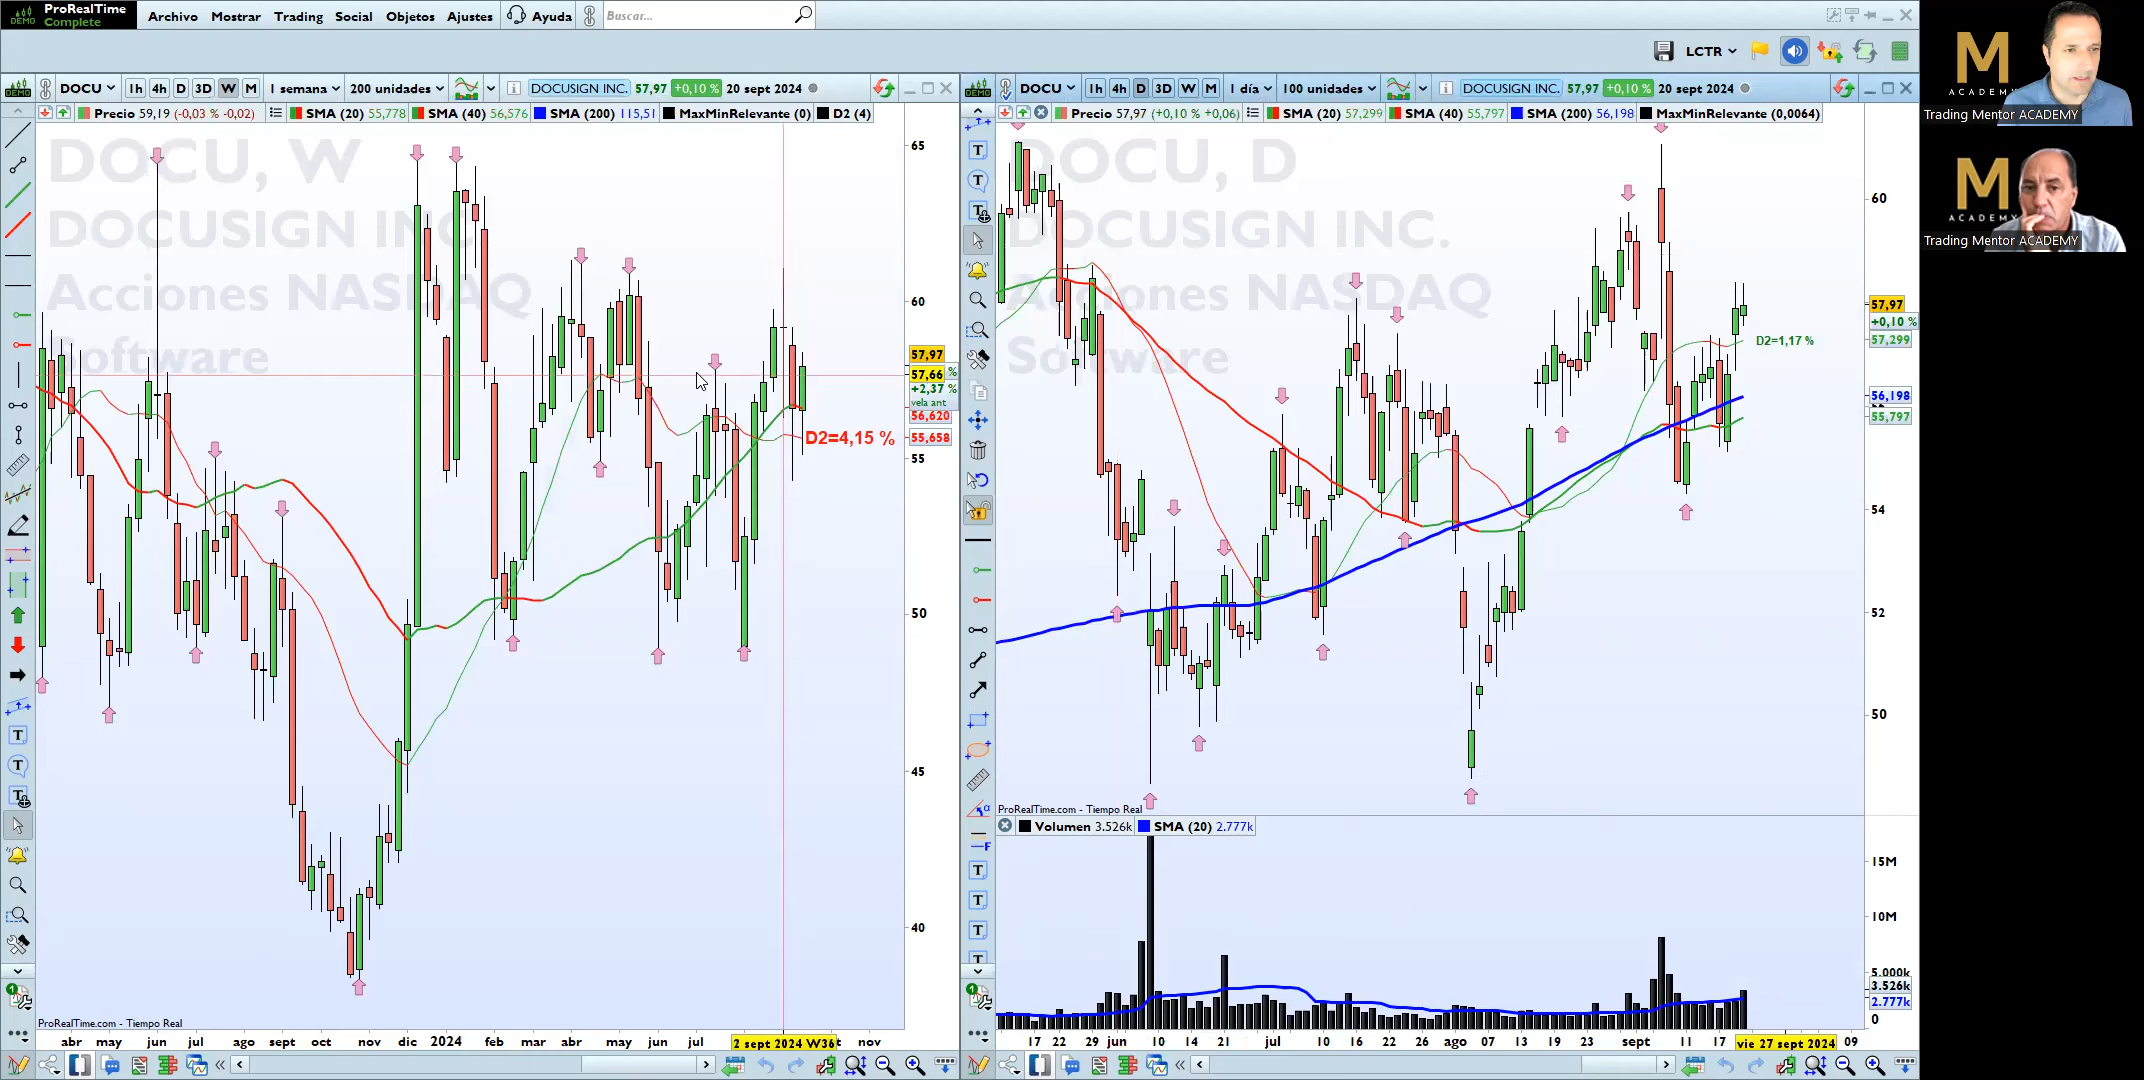 ProRealTime
DEMO Complete
Archivo Mostrar Trading Social Objetos Ajustes Ayuda Buscar...
LCTR
DEMO DOCU 1h 4h D 3D W M 1 semana 200 unidades DOCUSIGN INC. 57,97 +0,10 % 20 sept 2024
Precio 59,19 (-0,03 % -0,02) SMA (20) 55,778 SMA (40) 56,576 SMA (200) 115,51 MaxMinRelevante (0) D2 (4)
DOCU, W
DOCUSIGN INC
Acciones NASDAQ
Software
65
60
57,97
57,66 %
+2,37 %
vela ant
56,620
55,658
55
50
45
40
D2=4,15 %
ProRealTime.com - Tiempo Real
abr may jun jul ago sept oct nov dic 2024 feb mar abr may jun jul 2 sept 2024 W36 t nov
DEMO DOCU 1h 4h D 3D W M 1 día 100 unidades DOCUSIGN INC. 57,97 +0,10 % 20 sept 2024
Precio 57,97 (+0,10 % +0,06) SMA (20) 57,299 SMA (40) 55,797 SMA (200) 56,198 MaxMinRelevante (0,0064)
DOCU, D
DOCUSIGN INC.
Acciones NASDAQ
Software
60
57,97
+0,10 %
57,299
56,198
55,797
54
52
50
D2=1,17 %
ProRealTime.com - Tiempo Real
Volumen 3.526k SMA (20) 2.777k
15M
10M
5.000k
3.526k
2.777k
0
17 22 29 jun 10 14 21 jul 10 16 22 26 ago 07 13 19 sept 11 17 vie 27 sept 2024 09
M
ACADEMY
Trading Mentor ACADEMY
M
ACADEMY
Trading Mentor ACADEMY